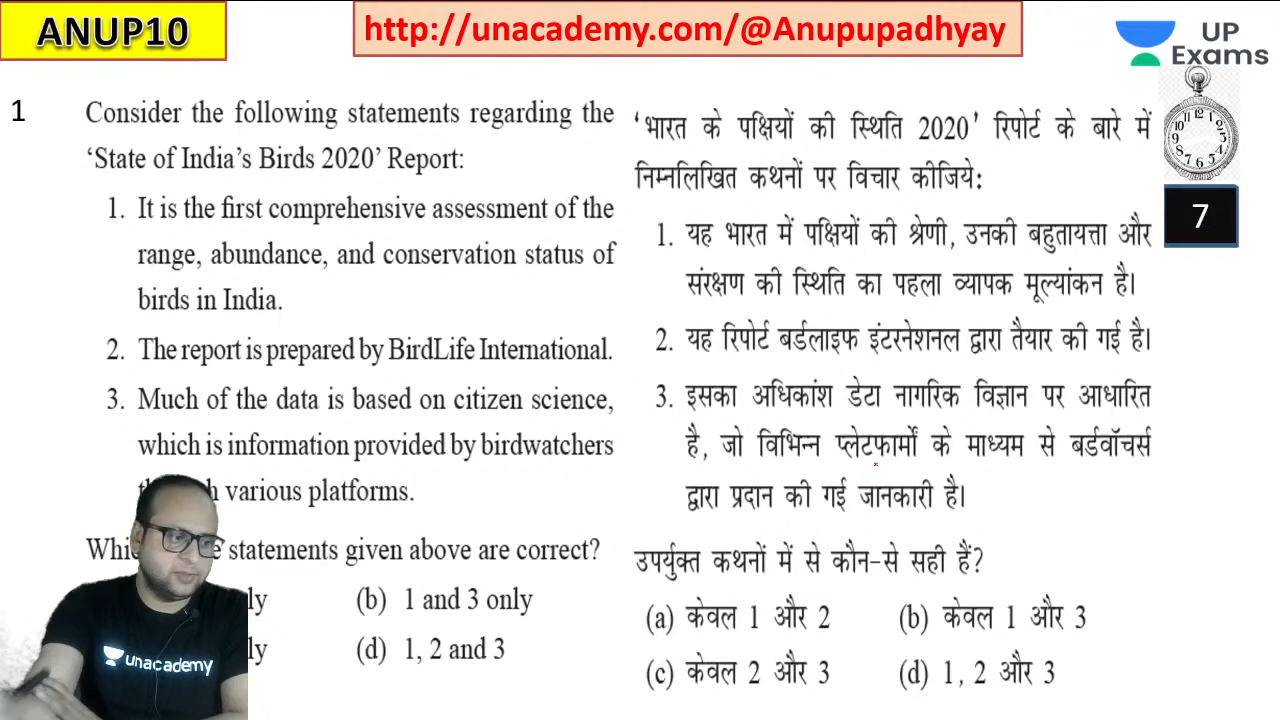 ANUP10
http://unacademy.com/@Anupupadhyay
UP
Exams
1
Consider the following statements regarding the
‘State of India’s Birds 2020’ Report:
1. It is the first comprehensive assessment of the
range, abundance, and conservation status of
birds in India.
2. The report is prepared by BirdLife International.
3. Much of the data is based on citizen science,
which is information provided by birdwatchers
various platforms.
statements given above are correct?
(b) 1 and 3 only
(d) 1, 2 and 3
‘भारत के पक्षियों की स्थिति 2020’ रिपोर्ट के बारे में
निम्नलिखित कथनों पर विचार कीजिये:
1. यह भारत में पक्षियों की श्रेणी, उनकी बहुतायत्ता और
संरक्षण की स्थिति का पहला व्यापक मूल्यांकन है।
2. यह रिपोर्ट बर्डलाइफ इंटरनेशनल द्वारा तैयार की गई है।
3. इसका अधिकांश डेटा नागरिक विज्ञान पर आधारित
है, जो विभिन्न प्लेटफार्मों के माध्यम से बर्डवॉचर्स
द्वारा प्रदान की गई जानकारी है।
उपर्युक्त कथनों में से कौन-से सही हैं?
(a) केवल 1 और 2 (b) केवल 1 और 3
(c) केवल 2 और 3 (d) 1, 2 और 3
7
unacademy